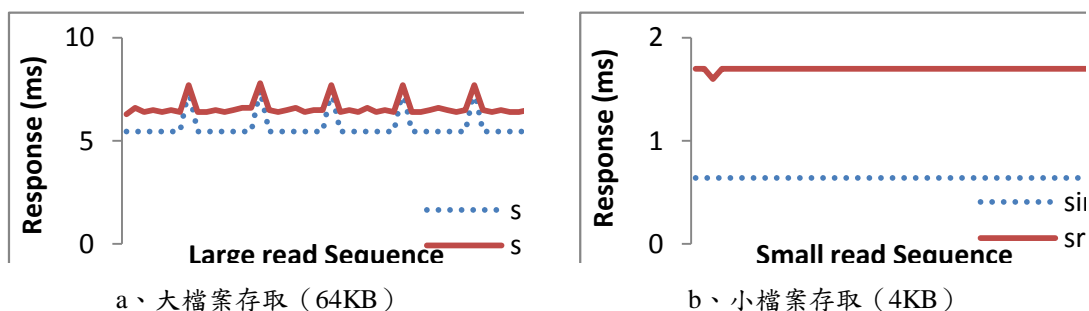 10
5
0
Response (ms)
Large read Sequence
s
s
a、大檔案存取（64KB）
2
1
0
Response (ms)
Small read Sequence
sir
sr
b、小檔案存取（4KB）